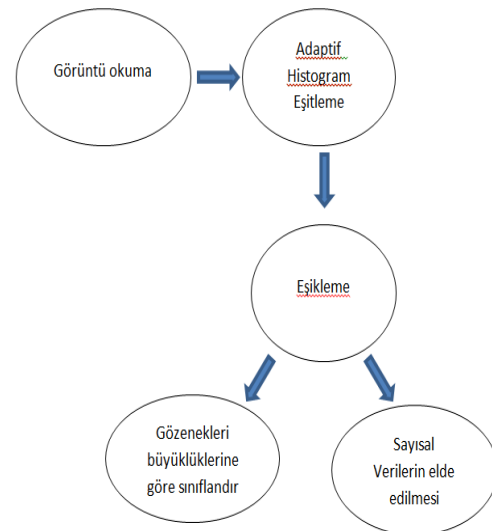 Görüntü okuma
Adaptif
Histogram
Eşitleme
Eşikleme
Gözenekleri
büyüklüklerine
göre sınıflandır
Sayısal
Verilerin elde
edilmesi